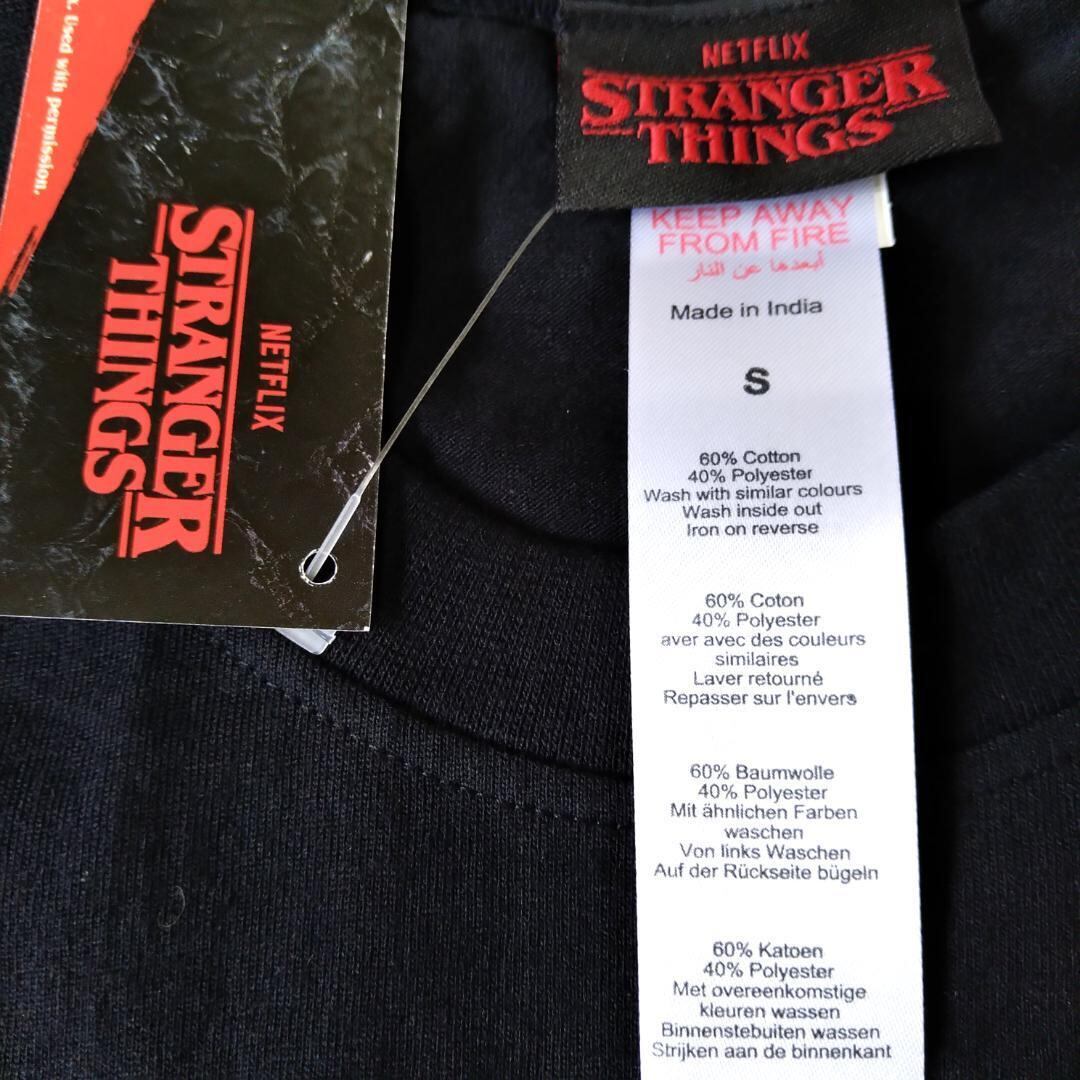 . Used with permission.
NETFLIX
STRANGER
THINGS
NETFLIX
STRANGER
THINGS
KEEP AWAY
FROM FIRE
أبعدها عن النار
Made in India
S
60% Cotton
40% Polyester
Wash with similar colours
Wash inside out
Iron on reverse
60% Coton
40% Polyester
aver avec des couleurs
similaires
Laver retourné
Repasser sur l'envers
60% Baumwolle
40% Polyester
Mit ähnlichen Farben
waschen
Von links Waschen
Auf der Rückseite bügeln
60% Katoen
40% Polyester
Met overeenkomstige
kleuren wassen
Binnenstebuiten wassen
Strijken aan de binnenkant